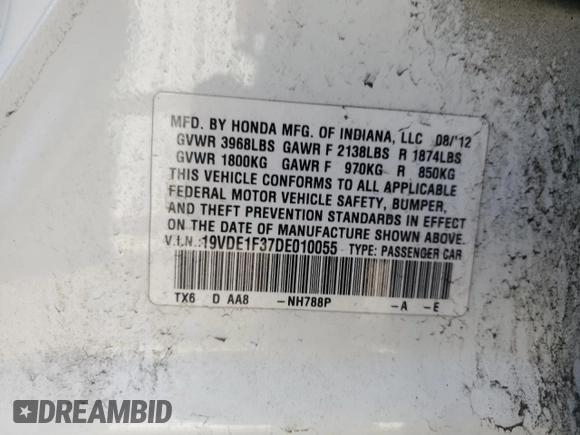 MFD. BY HONDA MFG. OF INDIANA, LLC 08/'12
GVWR 3968LBS GAWR F 2138LBS R 1874LBS
GVWR 1800KG GAWR F 970KG R 850KG
THIS VEHICLE CONFORMS TO ALL APPLICABLE
FEDERAL MOTOR VEHICLE SAFETY, BUMPER,
AND THEFT PREVENTION STANDARDS IN EFFECT
ON THE DATE OF MANUFACTURE SHOWN ABOVE.
V.I.N.:19VDE1F37DE010055 TYPE: PASSENGER CAR
TX6 D AA8 -NH788P -A -E
DREAMBID